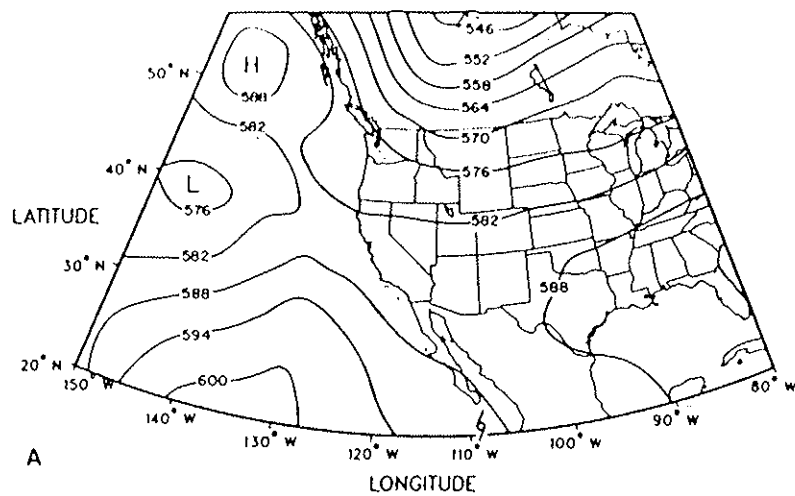 546
552
50° N
H
558
588
564
582
570
40° N
576
L
576
LATITUDE
582
582
30° N
588
588
594
20° N
600
150° W
80° W
140° W
90° W
130° W
120° W
110° W
100° W
A
LONGITUDE